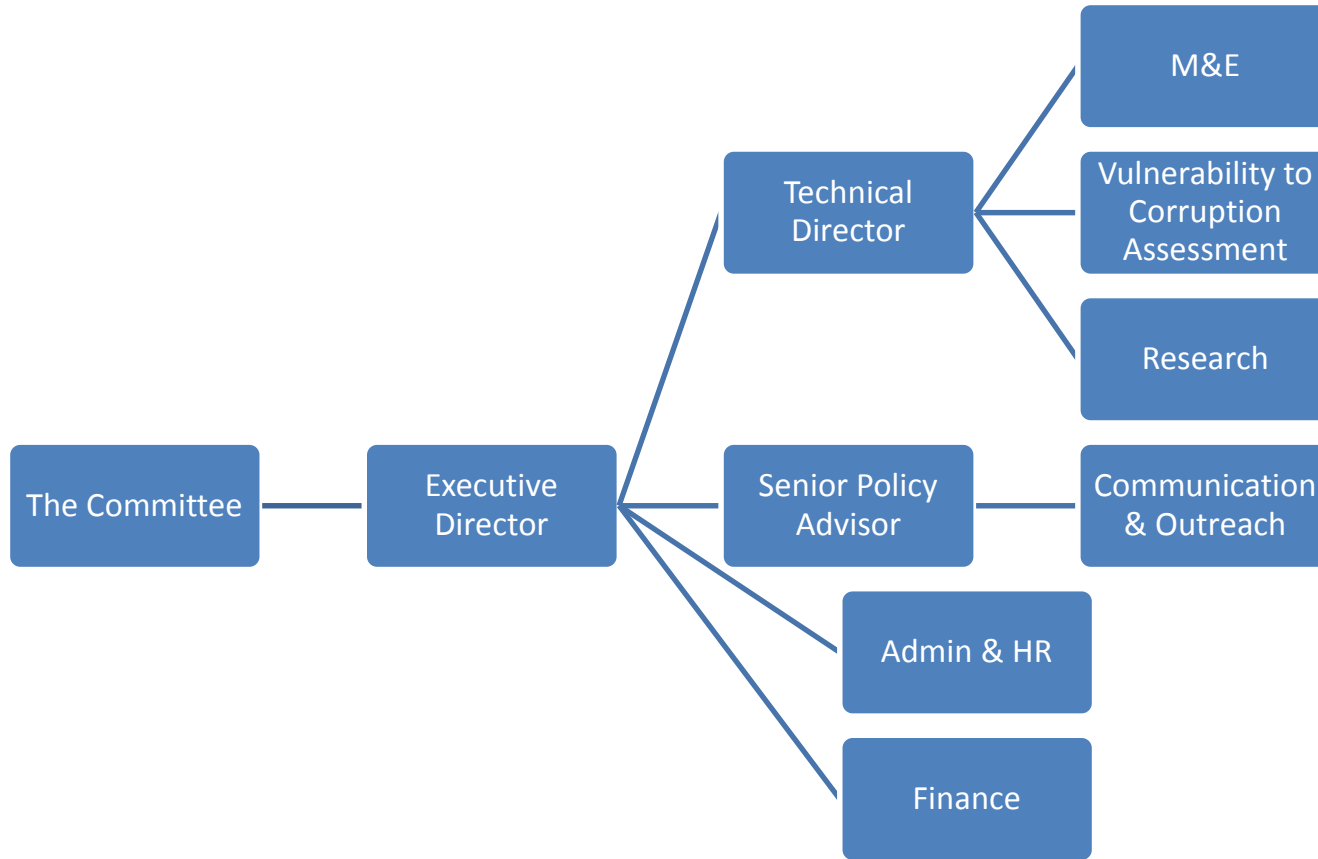 M&E
Technical
Director
Vulnerability to
Corruption
Assessment
Research
The Committee
Executive
Director
Senior Policy
Advisor
Communication
& Outreach
Admin & HR
Finance